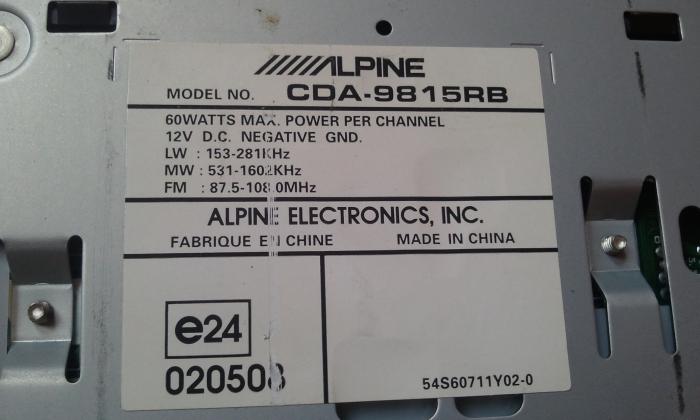 ALPINE
MODEL NO. CDA-9815RB
60WATTS MAX. POWER PER CHANNEL
12V D.C. NEGATIVE GND.
LW : 153-281KHz
MW : 531-1602KHz
FM : 87.5-108.0MHz
ALPINE ELECTRONICS, INC.
FABRIQUE EN CHINE MADE IN CHINA
e24
020508
54S60711Y02-0